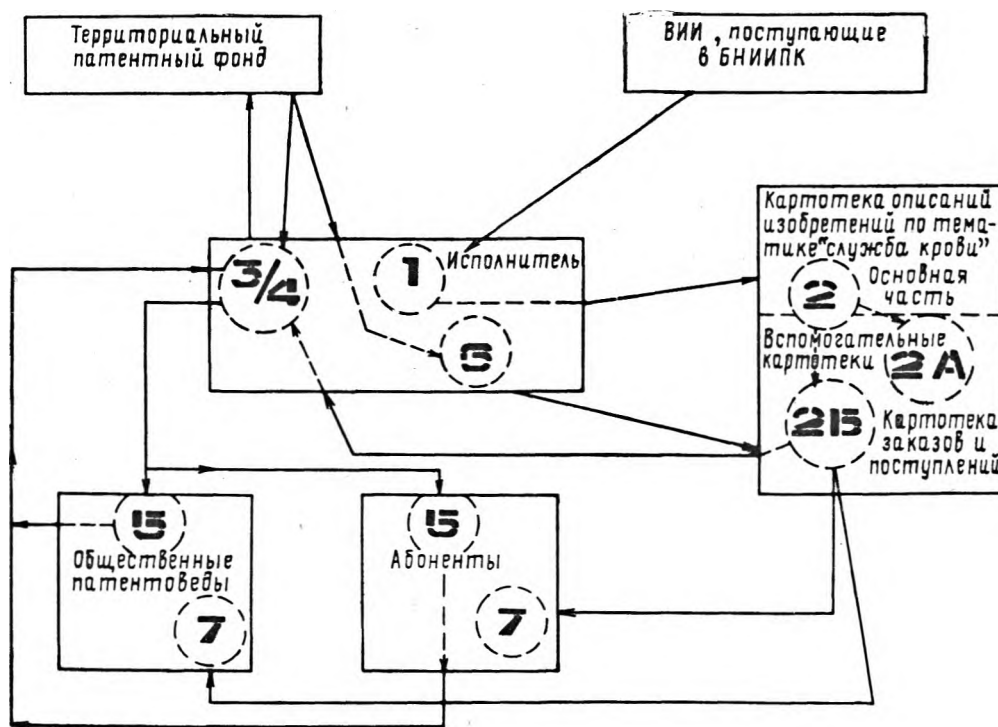 Территориальный
патентный фонд
ВИИ, поступающие
в БНИИПК
3/4
1
Исполнитель
6
Картотека описаний
изобретений по тема-
тике "служба крови"
2
Основная
часть
Вспомогательные
картотеки
2А
2Б
Картотека
заказов и
поступлений
5
Общественные
патентоведы
7
5
Абоненты
7